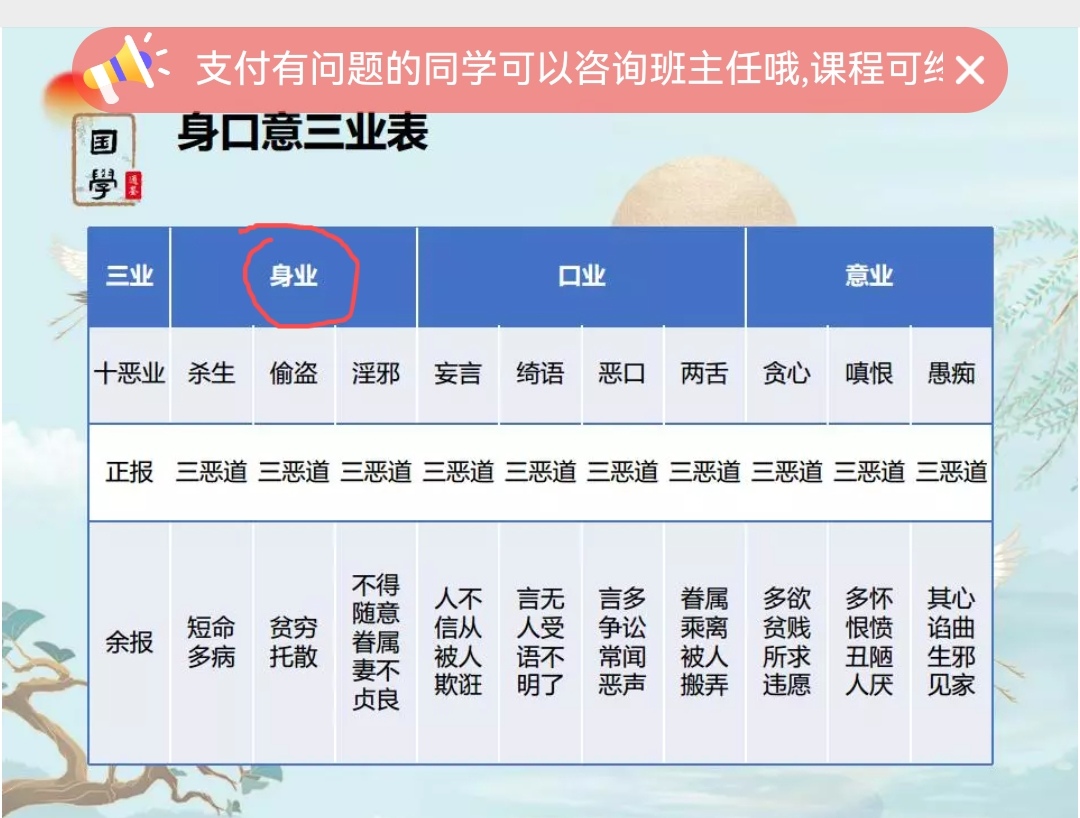 支付有问题的同学可以咨询班主任哦,课程可
国
學
身口意三业表
三业 身业 口业 意业
十恶业 杀生 偷盗 淫邪 妄言 绮语 恶口 两舌 贪心 嗔恨 愚痴
正报 三恶道 三恶道 三恶道 三恶道 三恶道 三恶道 三恶道 三恶道 三恶道 三恶道
余报
短命
多病
贫穷
托散
不得
随意
眷属
妻不
贞良
人不
信从
被人
欺诳
言无
人受
语不
明了
言多
争讼
常闻
恶声
眷属
乘离
被人
搬弄
多欲
贫贱
所求
违愿
多怀
恨愤
丑陋
人厌
其心
谄曲
生邪
见家